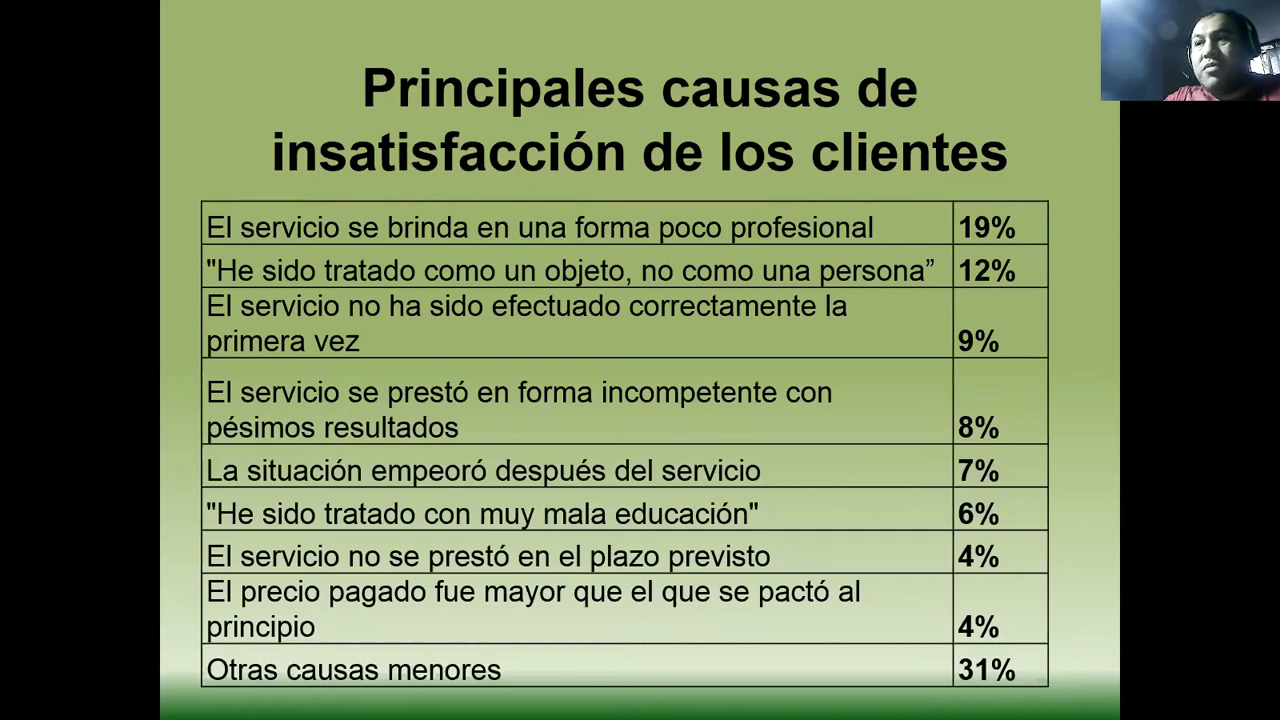 Principales causas de
insatisfacción de los clientes
El servicio se brinda en una forma poco profesional 19%
"He sido tratado como un objeto, no como una persona” 12%
El servicio no ha sido efectuado correctamente la
primera vez 9%
El servicio se prestó en forma incompetente con
pésimos resultados 8%
La situación empeoró después del servicio 7%
"He sido tratado con muy mala educación" 6%
El servicio no se prestó en el plazo previsto 4%
El precio pagado fue mayor que el que se pactó al
principio 4%
Otras causas menores 31%